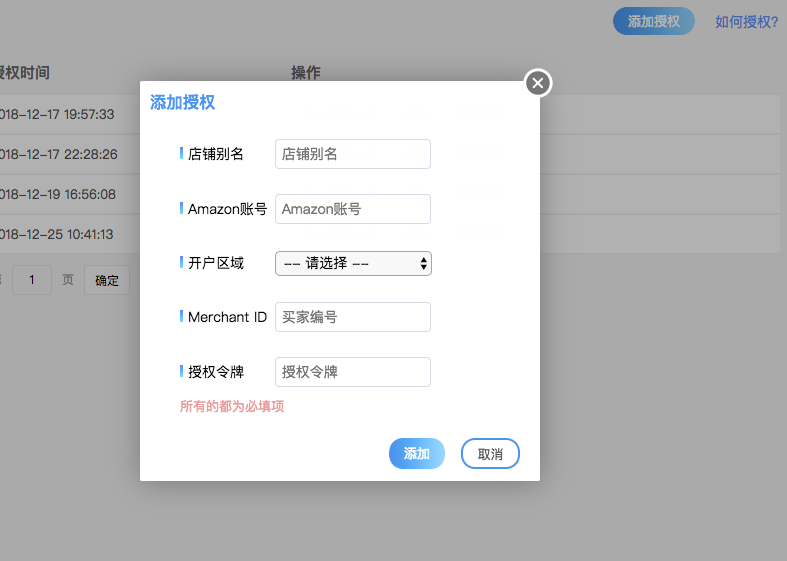 添加授权 如何授权?
授权时间 操作
018-12-17 19:57:33
018-12-17 22:28:26
018-12-19 16:56:08
018-12-25 10:41:13
1 页 确定
添加授权
店铺别名 店铺别名
Amazon账号 Amazon账号
开户区域 -- 请选择 --
Merchant ID 买家编号
授权令牌 授权令牌
所有的都为必填项
添加 取消